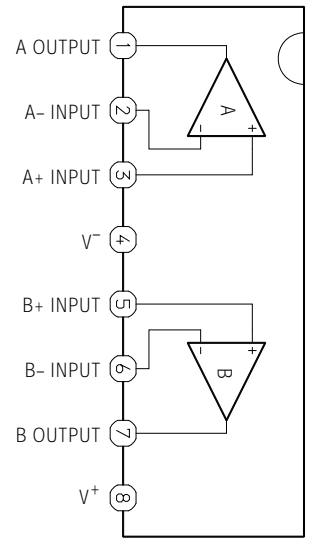 A OUTPUT 1
A– INPUT 2
A+ INPUT 3
V– 4
B+ INPUT 5
B– INPUT 6
B OUTPUT 7
V+ 8
A
– +
– +
B